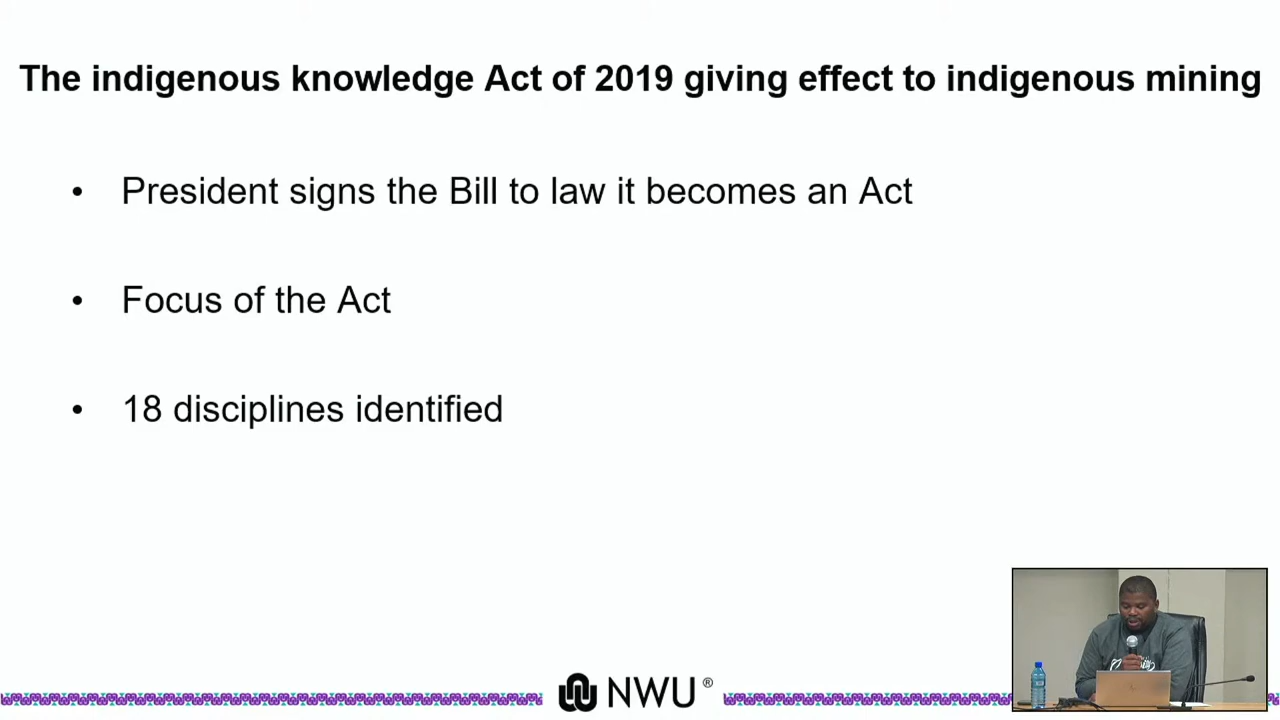 The indigenous knowledge Act of 2019 giving effect to indigenous mining
• President signs the Bill to law it becomes an Act
• Focus of the Act
• 18 disciplines identified
NWU®